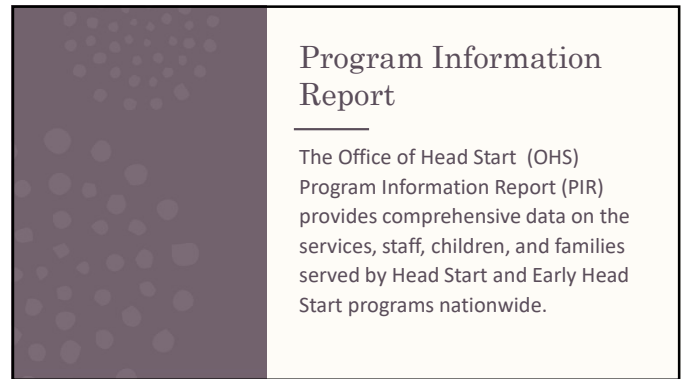 Program Information
Report
The Office of Head Start  (OHS)
Program Information Report (PIR)
provides comprehensive data on the
services, staff, children, and families
served by Head Start and Early Head
Start programs nationwide.